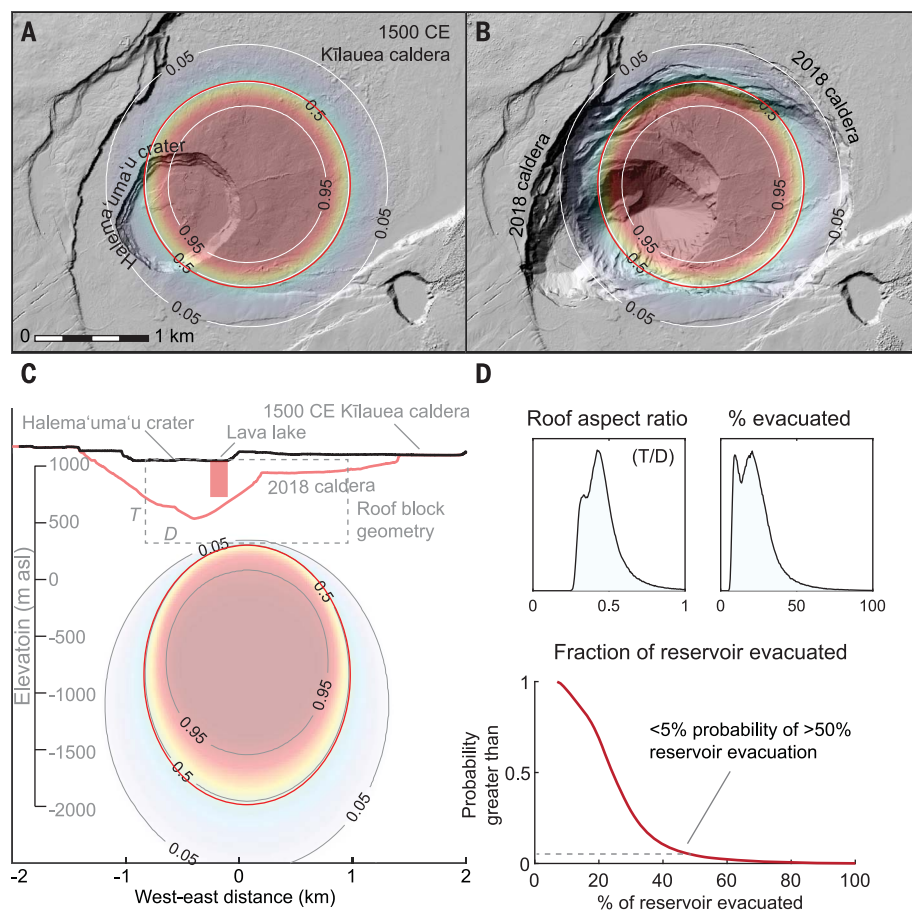 A
1500 CE
Kīlauea caldera
0.05
0.5
0.95
Halemaʻumaʻu crater
0.95
0.5
0.05
0 1 km
B
0.05
2018 caldera
0.5
2018 caldera
0.95
0.05
0.95
0.5
0.05
C
Halemaʻumaʻu crater
1500 CE Kīlauea caldera
Lava lake
2018 caldera
Roof block
geometry
T
D
Elevatoin (m asl)
1000
500
0
-500
-1000
-1500
-2000
0.05
0.5
0.95
0.95
0.5
0.05
0.05
-2 -1 0 1 2
West-east distance (km)
D
Roof aspect ratio
(T/D)
0 0.5 1
% evacuated
0 50 100
Fraction of reservoir evacuated
<5% probability of >50%
reservoir evacuation
Probability
greater than
1
0.5
0
0 20 40 60 80 100
% of reservoir evacuated